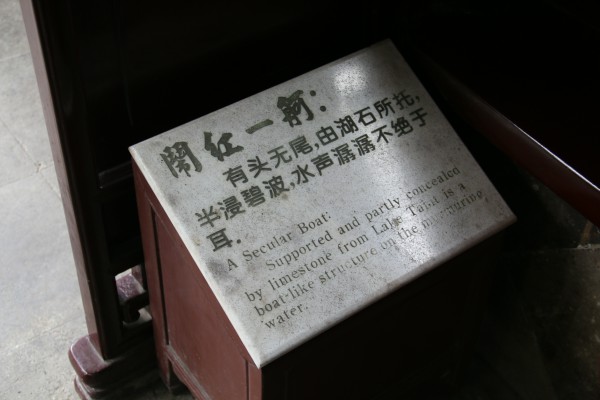 闹红一舸:
有头无尾,由湖石所托,
半浸碧波,水声潺潺不绝于
耳.
A Secular Boat:
Supported and partly concealon
by limestone from Lake Tai.it is a
boat-like structure on the murmuring
water.